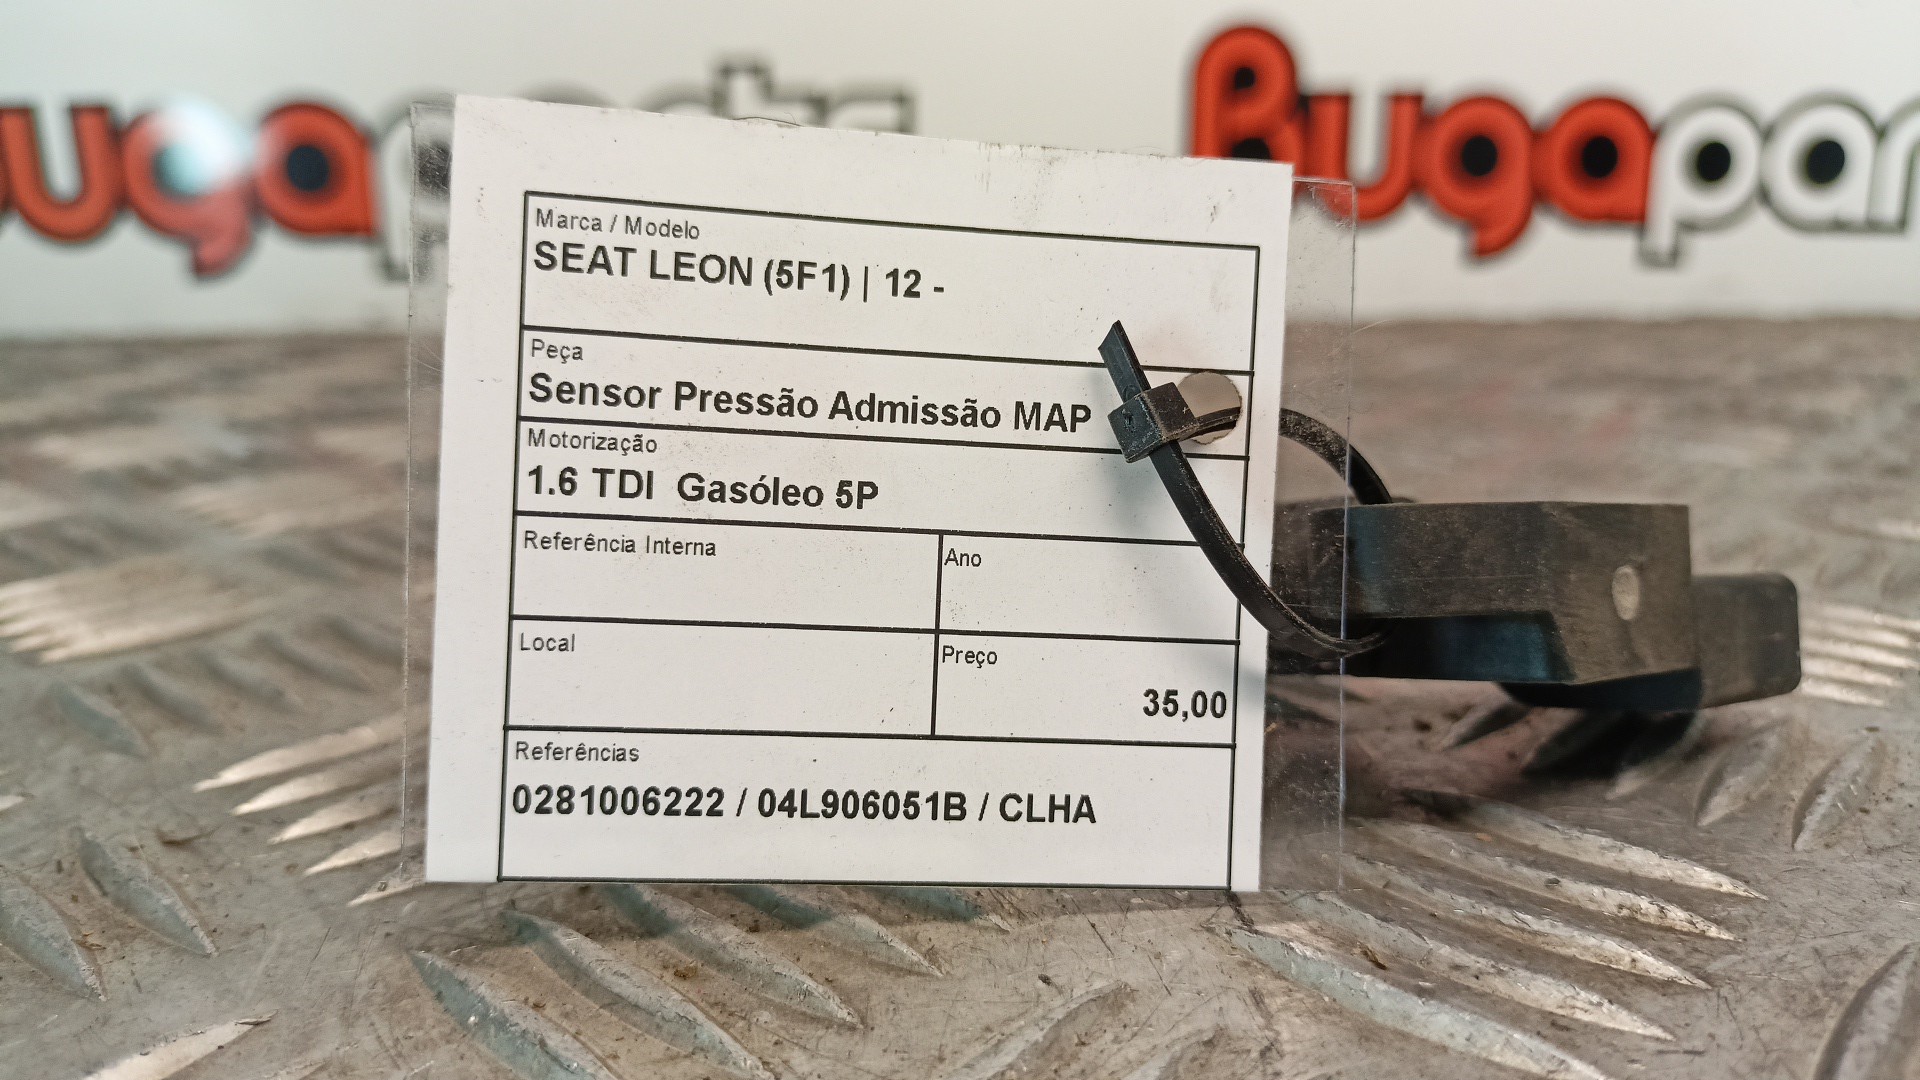 Bugapar
Marca / Modelo
SEAT LEON (5F1) | 12 -
Peça
Sensor Pressão Admissão MAP
Motorização
1.6 TDI  Gasóleo 5P
Referência Interna
Ano
Local
Preço
35,00
Referências
0281006222 / 04L906051B / CLHA